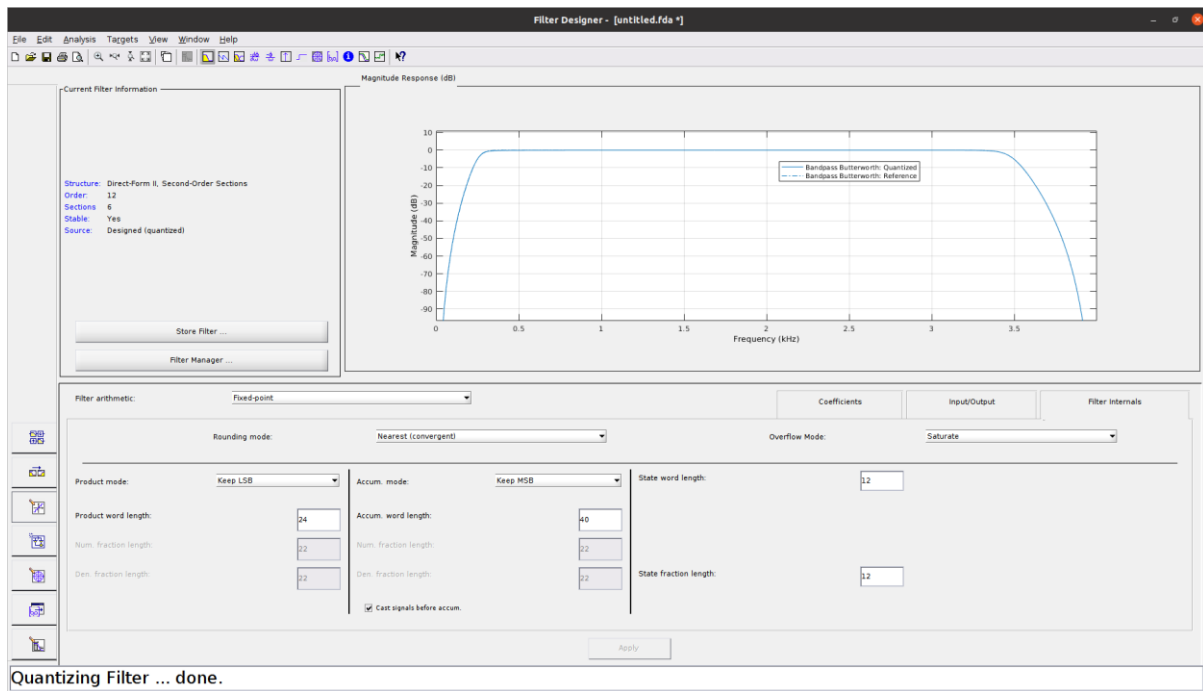 Filter Designer - [untitled.fda *]
File Edit Analysis Targets View Window Help
Current Filter Information
Structure: Direct-Form II, Second-Order Sections
Order: 12
Sections 6
Stable: Yes
Source: Designed (quantized)
Store Filter ...
Filter Manager ...
Magnitude Response (dB)
10
0
-10
-20
-30
-40
-50
-60
-70
-80
-90
Magnitude (dB)
Bandpass Butterworth: Quantized
Bandpass Butterworth: Reference
0 0.5 1 1.5 2 2.5 3 3.5
Frequency (kHz)
Filter arithmetic: Fixed-point
Coefficients Input/Output Filter Internals
Rounding mode: Nearest (convergent) Overflow Mode: Saturate
Product mode: Keep LSB Accum. mode: Keep MSB State word length: 12
Product word length: 24 Accum. word length: 40
Num. fraction length: 22 Num. fraction length: 22
Den. fraction length: 22 Den. fraction length: 22 State fraction length: 12
Cast signals before accum.
Apply
Quantizing Filter ... done.